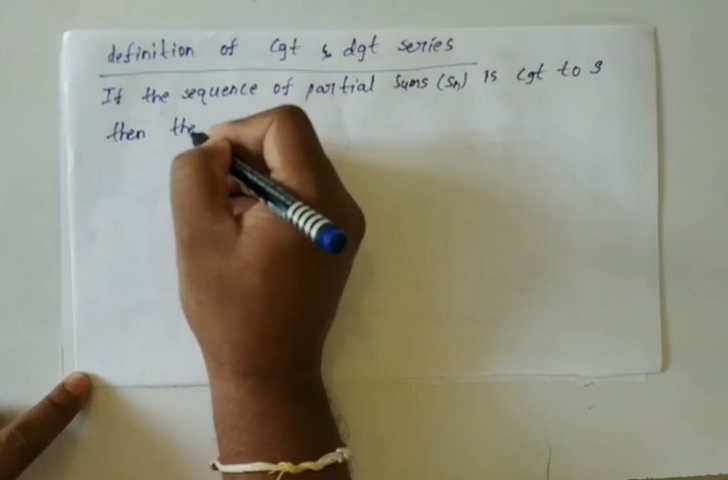 definition of Cgt & dgt series
If the sequence of partial sums (Sn) is Cgt to S
then the